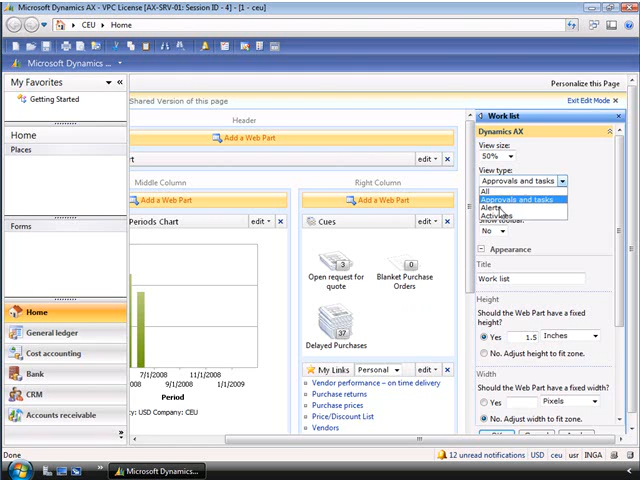 Microsoft Dynamics AX - VPC License [AX-SRV-01: Session ID - 4] - [1 - ceu]
CEU
Home
Microsoft Dynamics ...
My Favorites
Getting Started
Home
Places
Forms
Home
General ledger
Cost accounting
Bank
CRM
Accounts receivable
Personalize this Page
Shared Version of this page
Exit Edit Mode
Header
Add a Web Part
rt
edit
Middle Column
Right Column
Add a Web Part
Add a Web Part
Periods Chart
edit
Cues
edit
3
0
Open request for quote
Blanket Purchase Orders
37
Delayed Purchases
7/1/2008
11/1/2008
008
9/1/2008
1/1/2009
Period
y: USD Company: CEU
My Links
Personal
edit
Vendor performance – on time delivery
Purchase returns
Purchase prices
Price/Discount List
Vendors
Work list
Dynamics AX
View size:
50%
View type:
Approvals and tasks
All
Approvals and tasks
Alerts
Activities
Show toolbar:
No
Appearance
Title
Work list
Height
Should the Web Part have a fixed height?
Yes
1.5
Inches
No. Adjust height to fit zone.
Width
Should the Web Part have a fixed width?
Yes
Pixels
No. Adjust width to fit zone.
Done
12 unread notifications
USD
ceu
usr
INGA
Microsoft Dynamics...